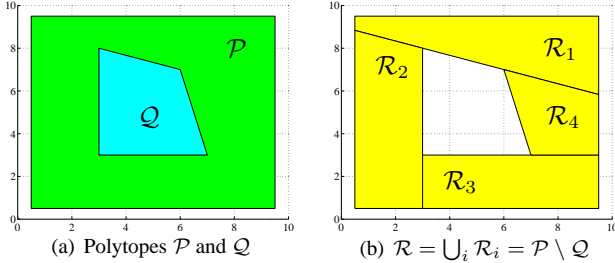 10
8
6
4
2
0
0 2 4 6 8 10
𝒫
𝒬
(a) Polytopes 𝒫 and 𝒬
10
8
6
4
2
0
0 2 4 6 8 10
ℛ₁
ℛ₂
ℛ₄
ℛ₃
(b) ℛ = ⋃ᵢ ℛᵢ = 𝒫 \ 𝒬